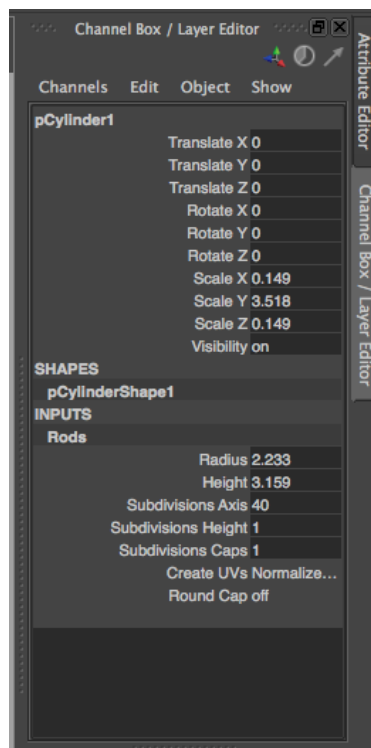 Channel Box / Layer Editor
Channels Edit Object Show
pCylinder1
Translate X 0
Translate Y 0
Translate Z 0
Rotate X 0
Rotate Y 0
Rotate Z 0
Scale X 0.149
Scale Y 3.518
Scale Z 0.149
Visibility on
SHAPES
pCylinderShape1
INPUTS
Rods
Radius 2.233
Height 3.159
Subdivisions Axis 40
Subdivisions Height 1
Subdivisions Caps 1
Create UVs Normalize...
Round Cap off
Attribute Editor
Channel Box / Layer Editor